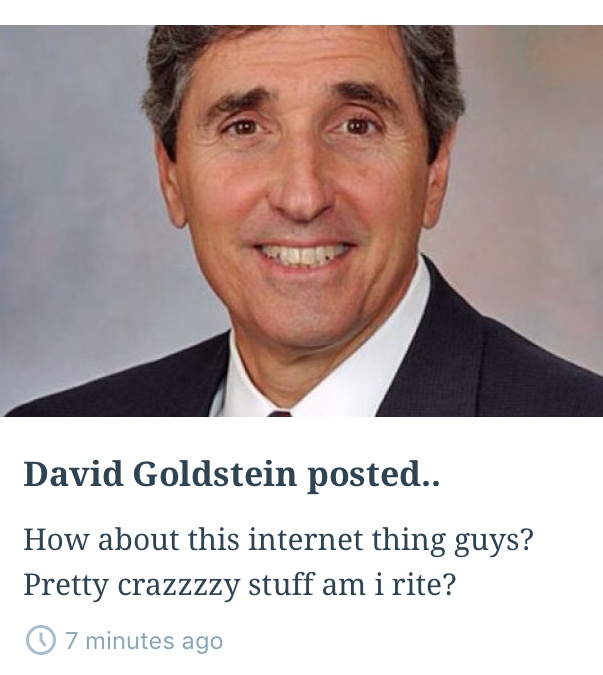 David Goldstein posted..
How about this internet thing guys?
Pretty crazzzzy stuff am i rite?
7 minutes ago